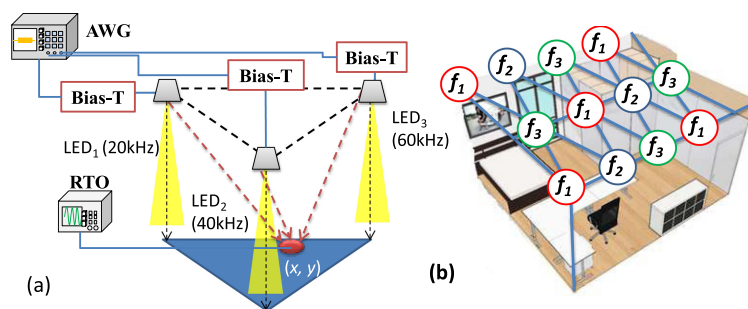 AWG
Bias-T
Bias-T
Bias-T
LED1 (20kHz)
LED2
(40kHz)
LED3
(60kHz)
RTO
(x, y)
(a)
f1
f3
f2
f1
f3
f1
f2
f3
f1
f3
f1
f3
f2
f1
(b)